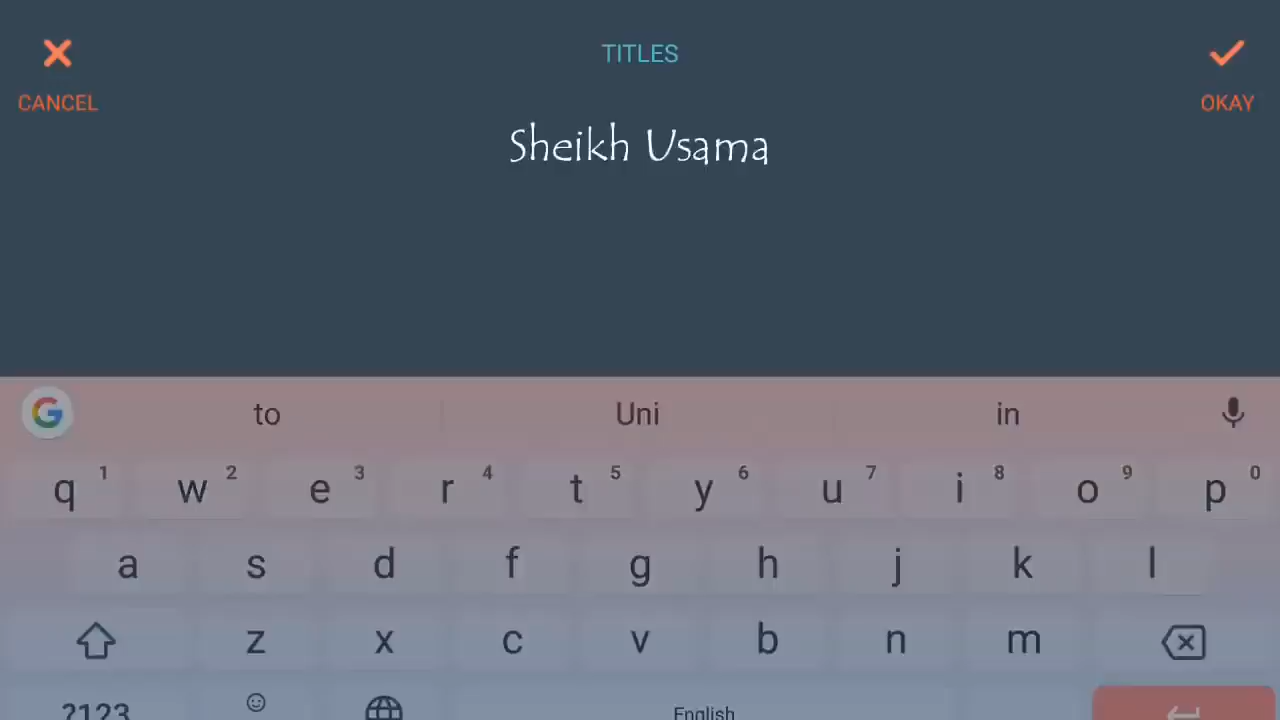 TITLES
CANCEL
OKAY
Sheikh Usama
G to Uni in
q 1 w 2 e 3 r 4 t 5 y 6 u 7 i 8 o 9 p 0
a s d f g h j k l
z x c v b n m
?123 English